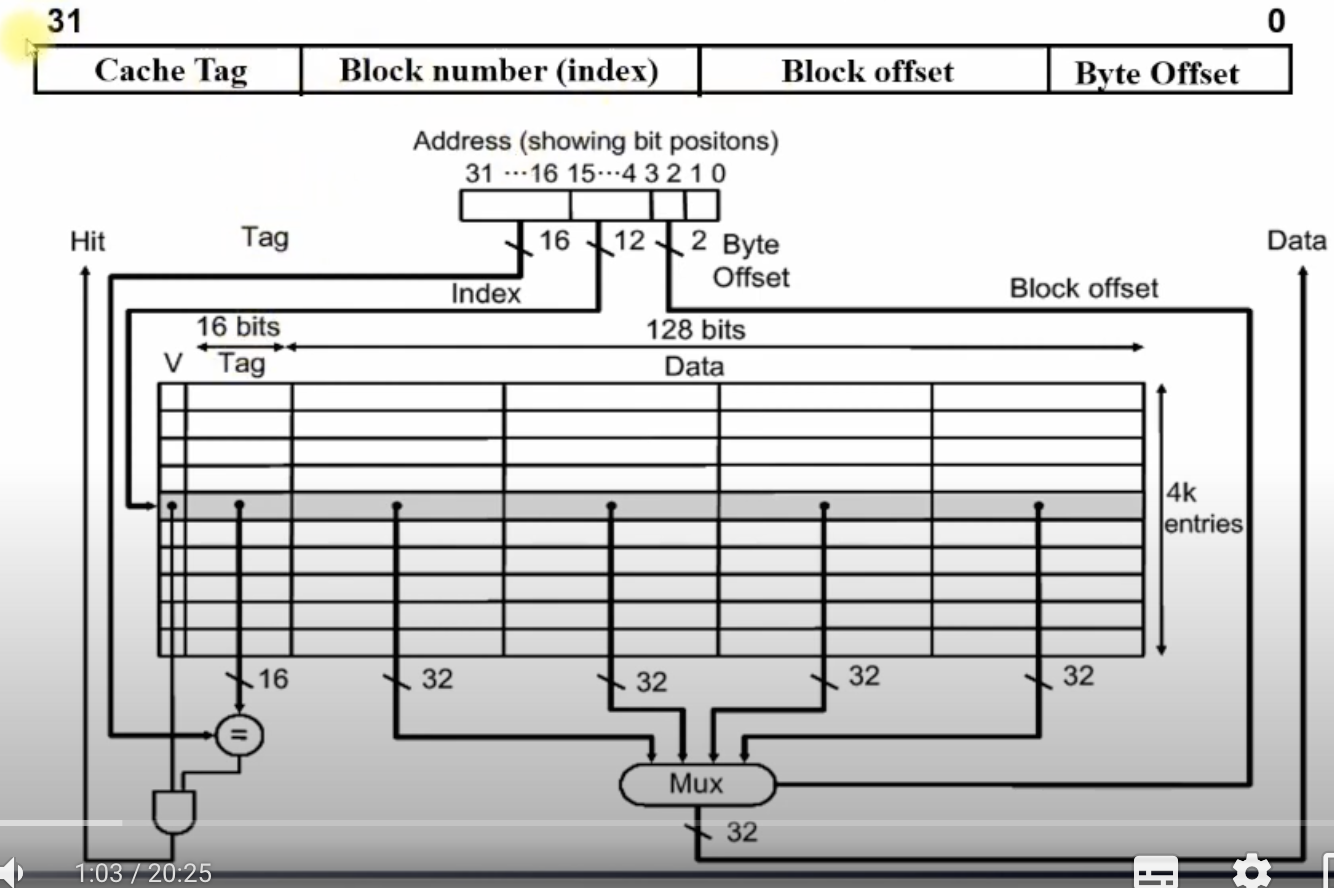 31 0
Cache Tag Block number (index) Block offset Byte Offset
Address (showing bit positons)
31 ···16 15···4 3 2 1 0
Hit Tag 16 12 2 Byte Offset Data
Index Block offset
16 bits 128 bits
V Tag Data
4k
entries
16 32 32 32 32
=
Mux
32
1:03 / 20:25